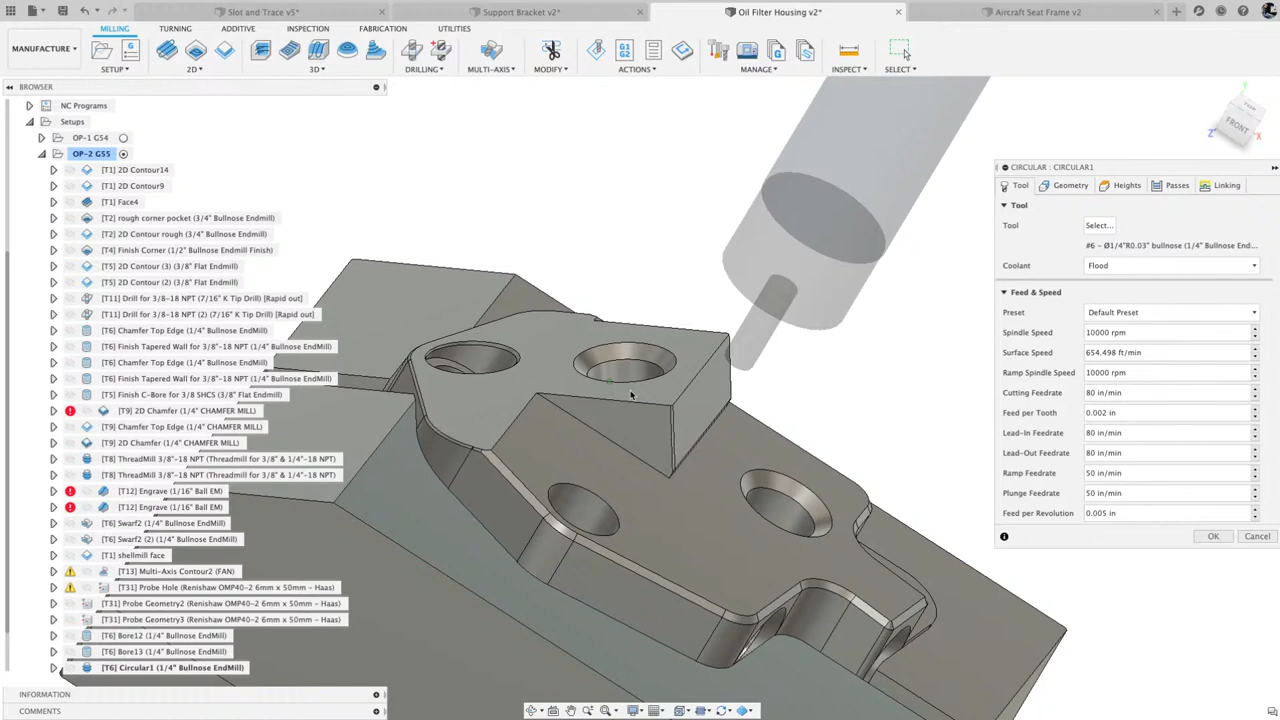 Slot and Trace v5*
Support Bracket v2*
Oil Filter Housing v2*
Aircraft Seat Frame v2
MILLING
TURNING
ADDITIVE
INSPECTION
FABRICATION
UTILITIES
MANUFACTURE
SETUP
2D
3D
DRILLING
MULTI-AXIS
MODIFY
ACTIONS
MANAGE
INSPECT
SELECT
G1
G2
BROWSER
NC Programs
Setups
OP-1 G54
OP-2 G55
[T1] 2D Contour14
[T1] 2D Contour9
[T1] Face4
[T2] rough corner pocket (3/4" Bullnose Endmill)
[T2] 2D Contour rough (3/4" Bullnose Endmill)
[T4] Finish Corner (1/2" Bullnose Endmill Finish)
[T5] 2D Contour (3) (3/8" Flat Endmill)
[T5] 2D Contour (2) (3/8" Flat Endmill)
[T11] Drill for 3/8-18 NPT (7/16" K Tip Drill) [Rapid out]
[T11] Drill for 3/8-18 NPT (2) (7/16" K Tip Drill) [Rapid out]
[T6] Chamfer Top Edge (1/4" Bullnose EndMill)
[T6] Finish Tapered Wall for 3/8"-18 NPT (1/4" Bullnose EndMill)
[T6] Chamfer Top Edge (1/4" Bullnose EndMill)
[T6] Finish Tapered Wall for 3/8"-18 NPT (1/4" Bullnose EndMill)
[T5] Finish C-Bore for 3/8 SHCS (3/8" Flat Endmill)
[T9] 2D Chamfer (1/4" CHAMFER MILL)
[T9] Chamfer Top Edge (1/4" CHAMFER MILL)
[T9] 2D Chamfer (1/4" CHAMFER MILL)
[T8] ThreadMill 3/8"-18 NPT (Threadmill for 3/8" & 1/4"-18 NPT)
[T8] ThreadMill 3/8"-18 NPT (Threadmill for 3/8" & 1/4"-18 NPT)
[T12] Engrave (1/16" Ball EM)
[T12] Engrave (1/16" Ball EM)
[T6] Swarf2 (1/4" Bullnose EndMill)
[T6] Swarf2 (2) (1/4" Bullnose EndMill)
[T1] shellmill face
[T13] Multi-Axis Contour2 (FAN)
[T31] Probe Hole (Renishaw OMP40-2 6mm x 50mm - Haas)
[T31] Probe Geometry2 (Renishaw OMP40-2 6mm x 50mm - Haas)
[T31] Probe Geometry3 (Renishaw OMP40-2 6mm x 50mm - Haas)
[T6] Bore12 (1/4" Bullnose EndMill)
[T6] Bore13 (1/4" Bullnose EndMill)
[T6] Circular1 (1/4" Bullnose EndMill)
INFORMATION
COMMENTS
TOP
FRONT
Z
X
CIRCULAR : CIRCULAR1
Tool
Geometry
Heights
Passes
Linking
Tool
Tool
Select...
#6 - Ø1/4"R0.03" bullnose (1/4" Bullnose End...
Coolant
Flood
Feed & Speed
Preset
Default Preset
Spindle Speed
10000 rpm
Surface Speed
654.498 ft/min
Ramp Spindle Speed
10000 rpm
Cutting Feedrate
80 in/min
Feed per Tooth
0.002 in
Lead-In Feedrate
80 in/min
Lead-Out Feedrate
80 in/min
Ramp Feedrate
50 in/min
Plunge Feedrate
50 in/min
Feed per Revolution
0.005 in
OK
Cancel